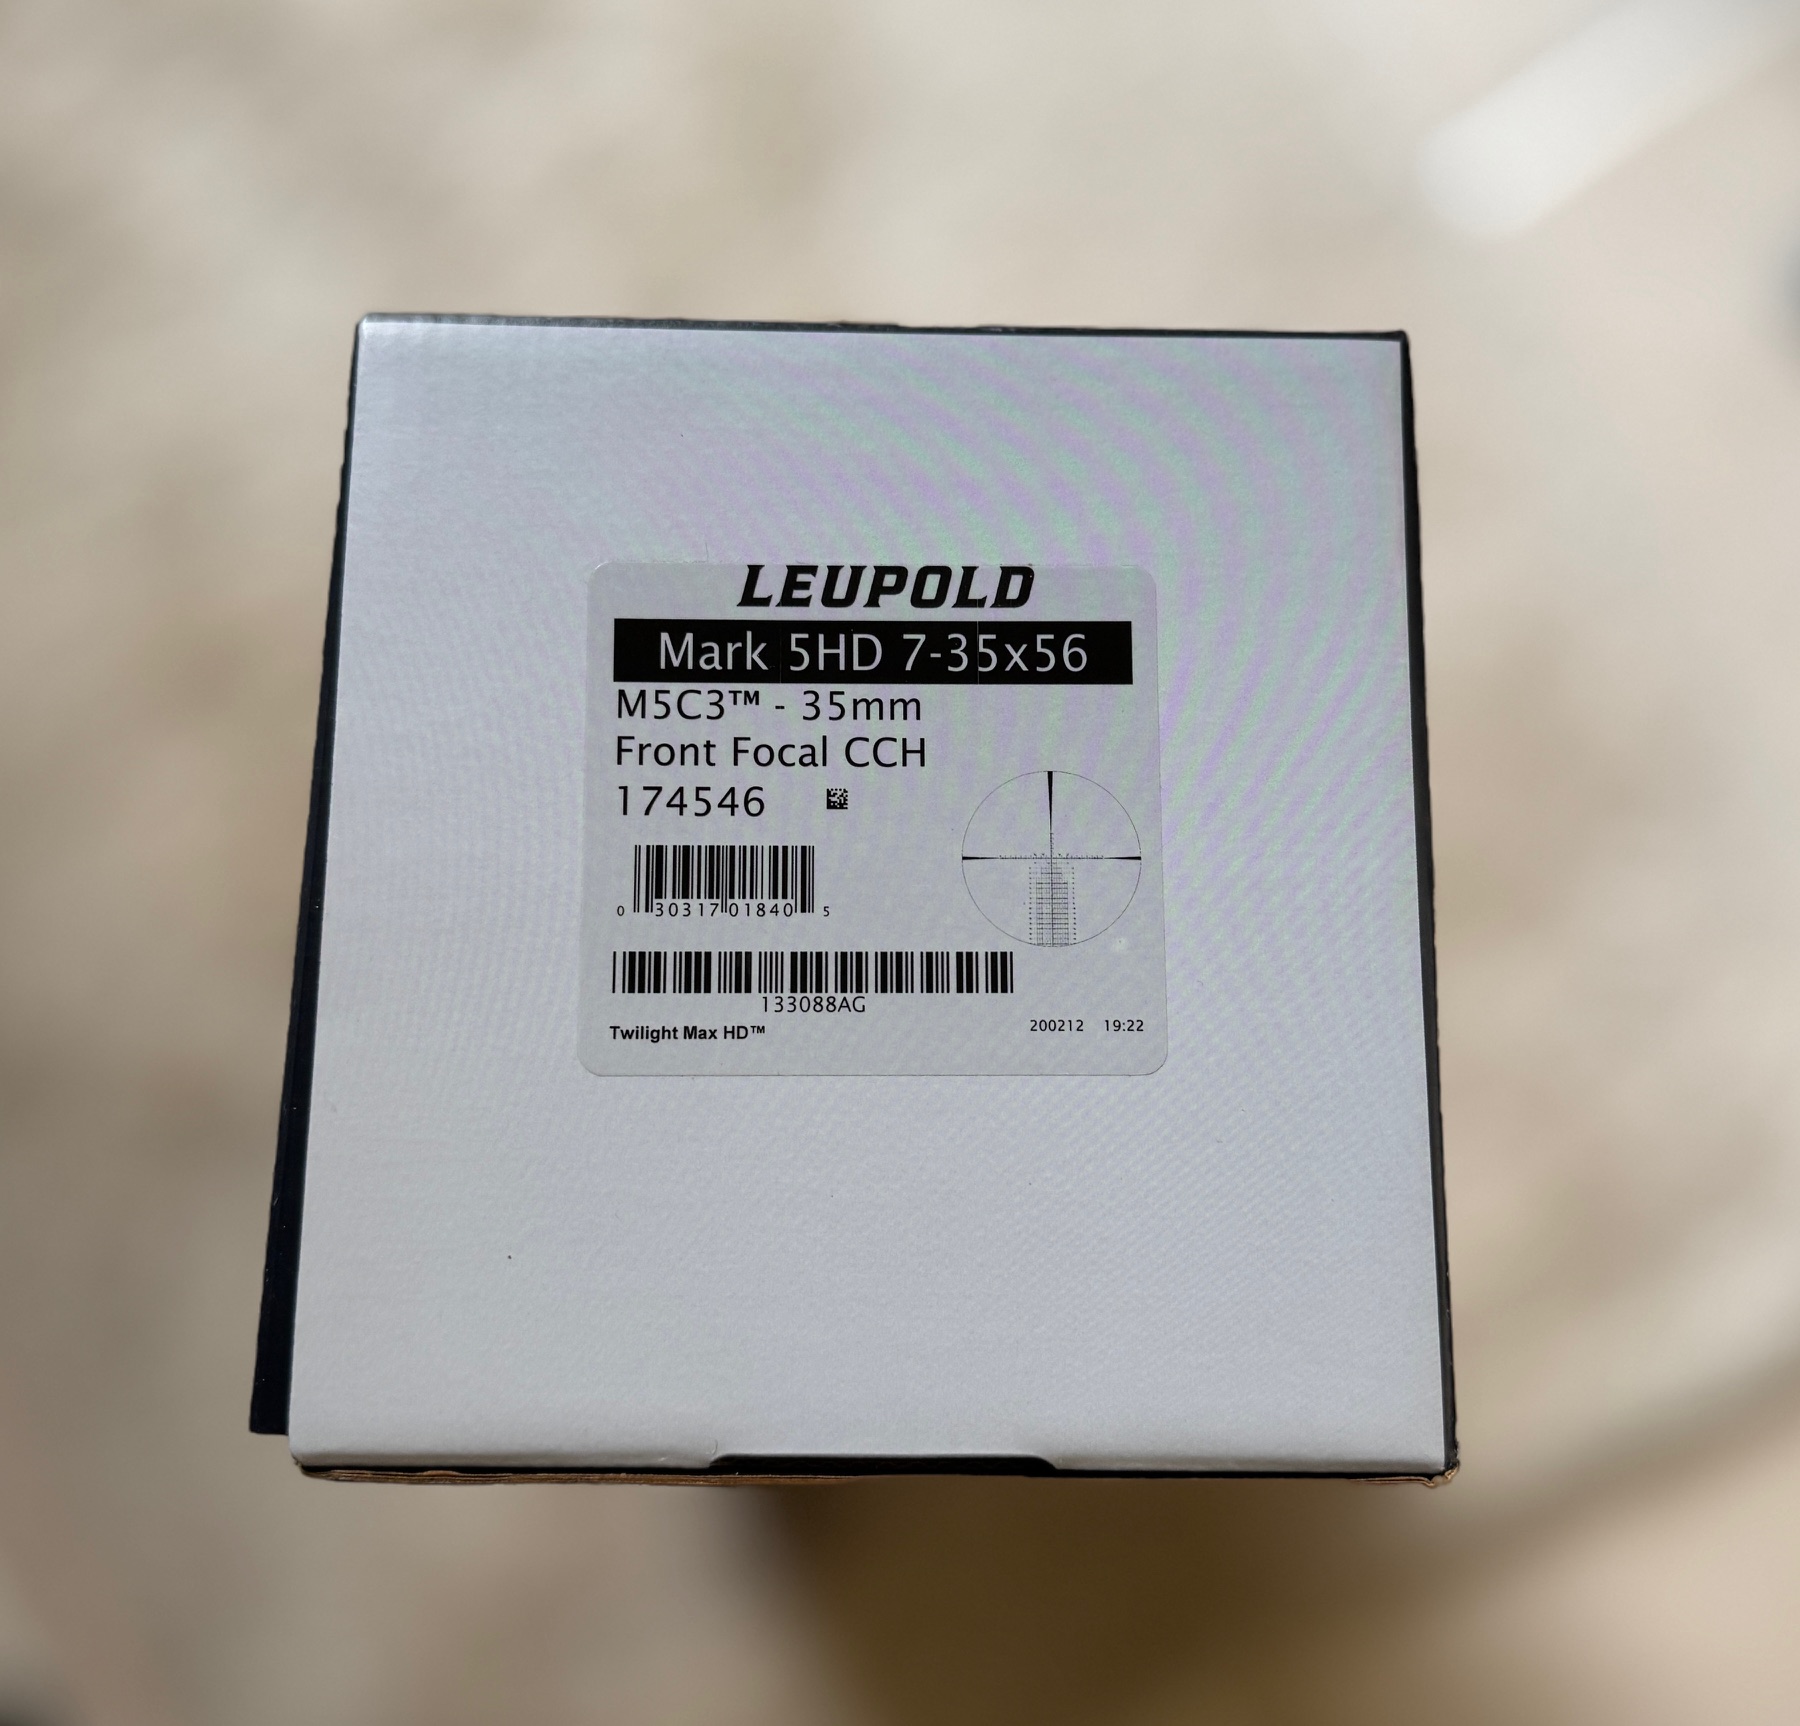 LEUPOLD
Mark 5HD 7-35x56
M5C3™ - 35mm
Front Focal CCH
174546
0 30317 01840 5
133088AG
Twilight Max HD™
200212 19:22